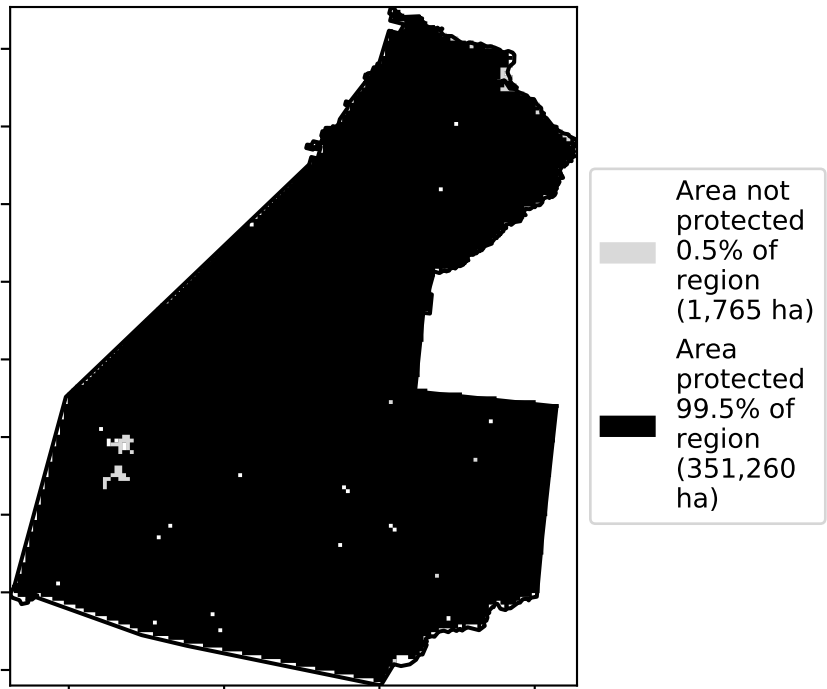 Area not
protected
0.5% of
region
(1,765 ha)
Area
protected
99.5% of
region
(351,260
ha)